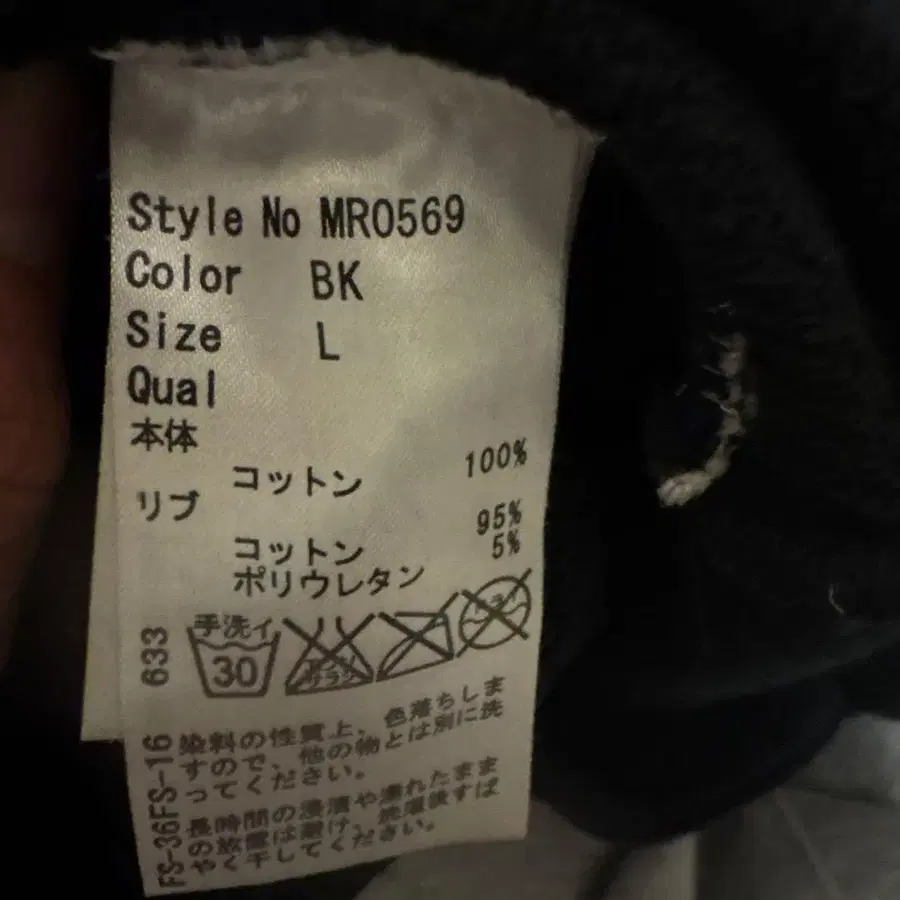 Style No MR0569
Color BK
Size L
Qual
本体
コットン 100%
リブ
コットン 95%
ポリウレタン 5%
手洗イ
30
633
FS-36FS-16
染料の性質上、色落ちしま
すので、他の物とは別に洗
ってください。
長時間の浸漬や濡れたまま
の放置は避け、洗濯後すば
やく干してください。